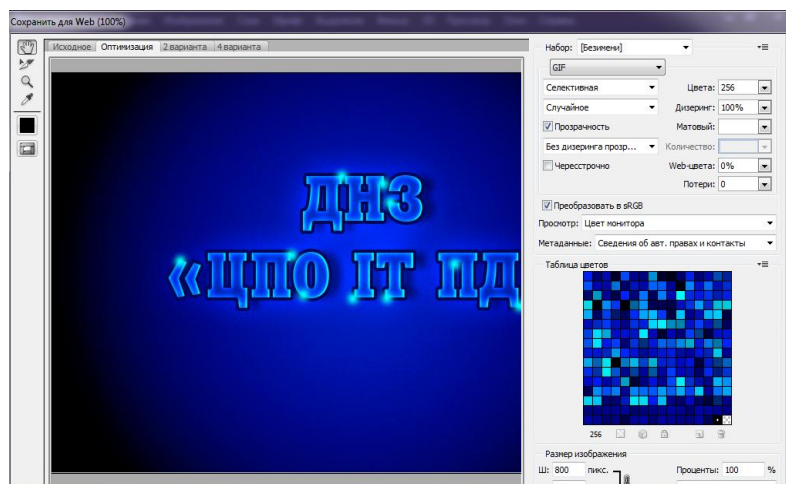 Сохранить для Web (100%)
Исходное Оптимизация 2 варианта 4 варианта
Набор: [Безимени]
GIF
Селективная Цвета: 256
Случайное Дизеринг: 100%
Прозрачность Матовый:
Без дизеринга прозр... Количество:
Чересстрочно Web-цвета: 0%
Потери: 0
Преобразовать в sRGB
Просмотр: Цвет монитора
Метаданные: Сведения об авт. правах и контакты
Таблица цветов
ДНЗ
«ЦПО ІТ ПД
256
Размер изображения
Ш: 800 пикс. Проценты: 100 %